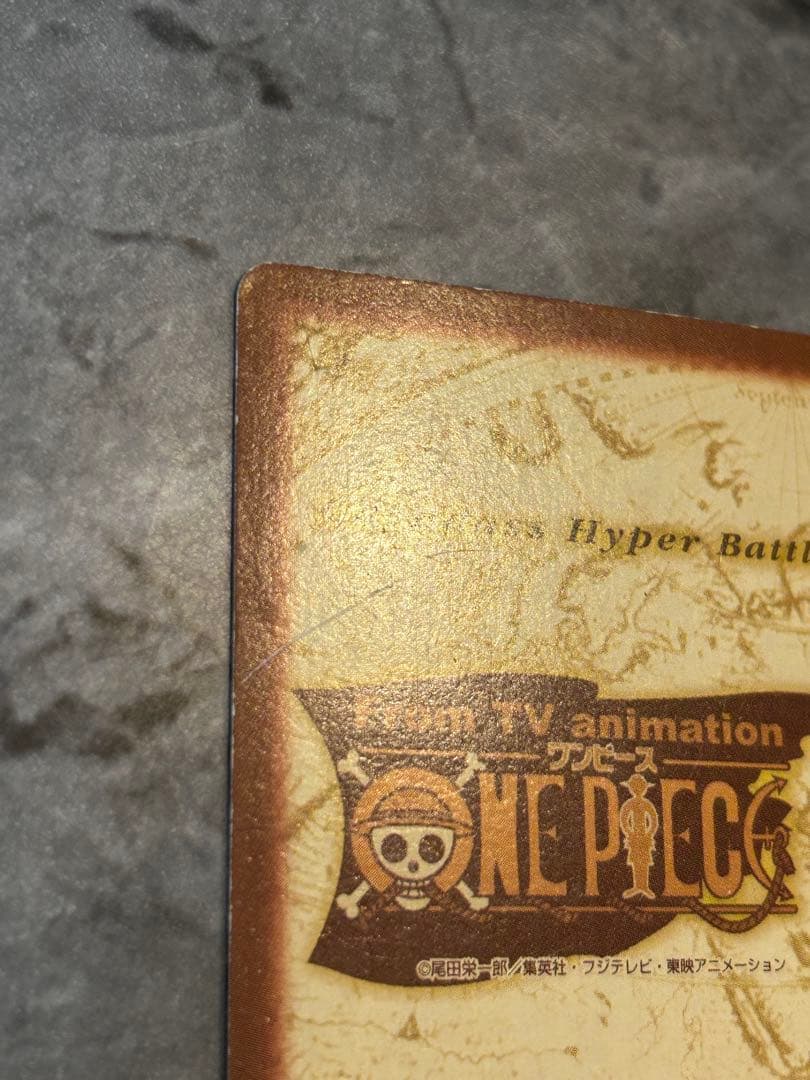 Hyper Battl
From TV animation
ワンピース
ONE PIECE
©尾田栄一郎／集英社・フジテレビ・東映アニメーション